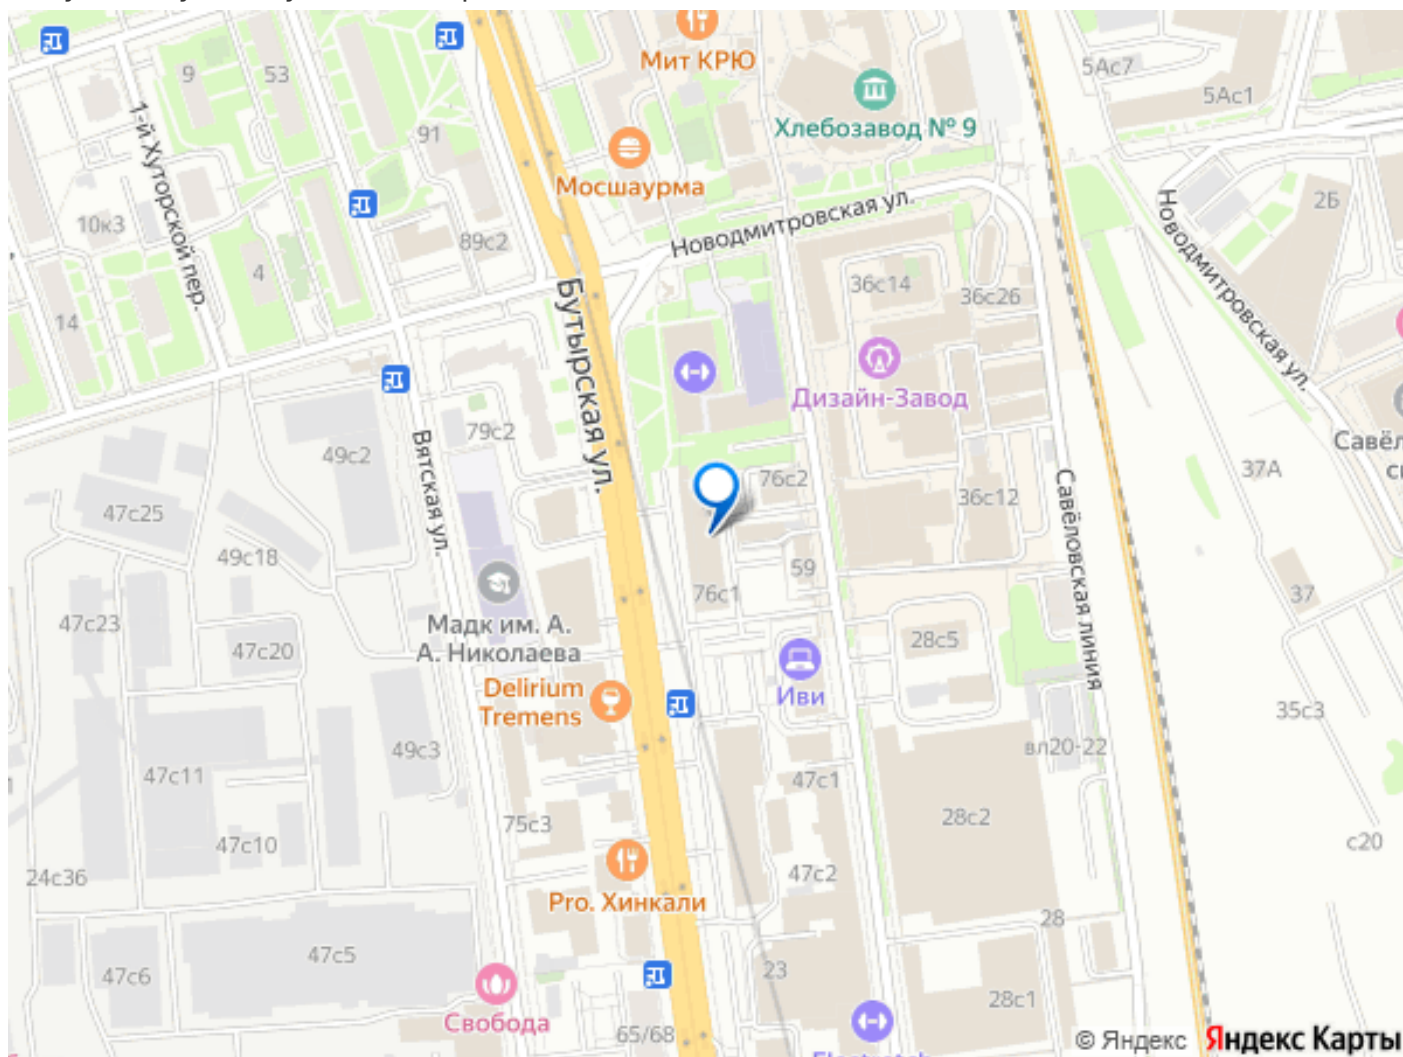 Мит КРЮ
5Ас7
5Ас1
9
53
Хлебозавод № 9
91
Мосшаурма
1-й Хуторской пер.
10к3
89с2
Новодмитровская ул.
2Б
4
36с14
36с26
Новодмитровская ул.
14
Бутырская ул.
Дизайн-Завод
79с2
Вятская ул.
49с2
Савёл
37А
76с2
36с12
47с25
Савёловская линия
49с18
59
76с1
37
47с23
Мадк им. А.
А. Николаева
28с5
47с20
Иви
Delirium
Tremens
35с3
49с3
вл20-22
47с11
47с1
75с3
28с2
47с10
с20
24с36
47с2
Pro. Хинкали
28
47с5
47с6
23
28с1
Свобода
65/68
© Яндекс
Яндекс Карты